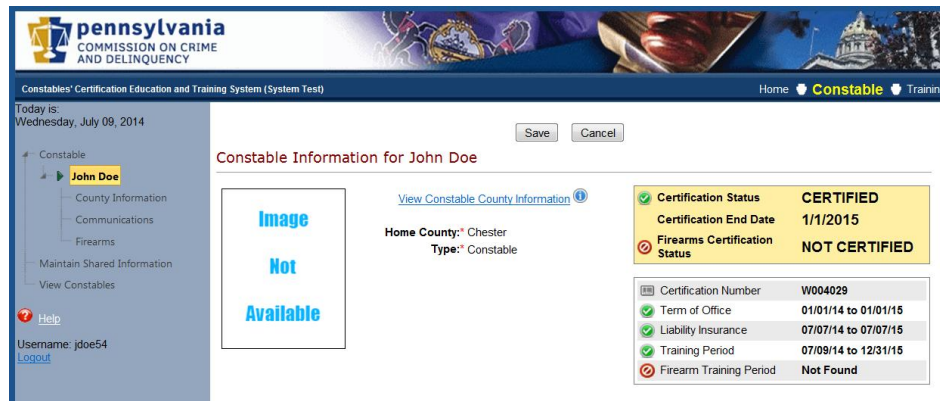 pennsylvania
COMMISSION ON CRIME
AND DELINQUENCY
Constables' Certification Education and Training System (System Test)
Home Constable Trainin
Today is:
Wednesday, July 09, 2014
Constable
John Doe
County Information
Communications
Firearms
Maintain Shared Information
View Constables
Help
Username: jdoe54
Logout
Save Cancel
Constable Information for John Doe
Image
Not
Available
View Constable County Information
Home County:* Chester
Type:* Constable
Certification Status CERTIFIED
Certification End Date 1/1/2015
Firearms Certification
Status NOT CERTIFIED
Certification Number W004029
Term of Office 01/01/14 to 01/01/15
Liability Insurance 07/07/14 to 07/07/15
Training Period 07/09/14 to 12/31/15
Firearm Training Period Not Found